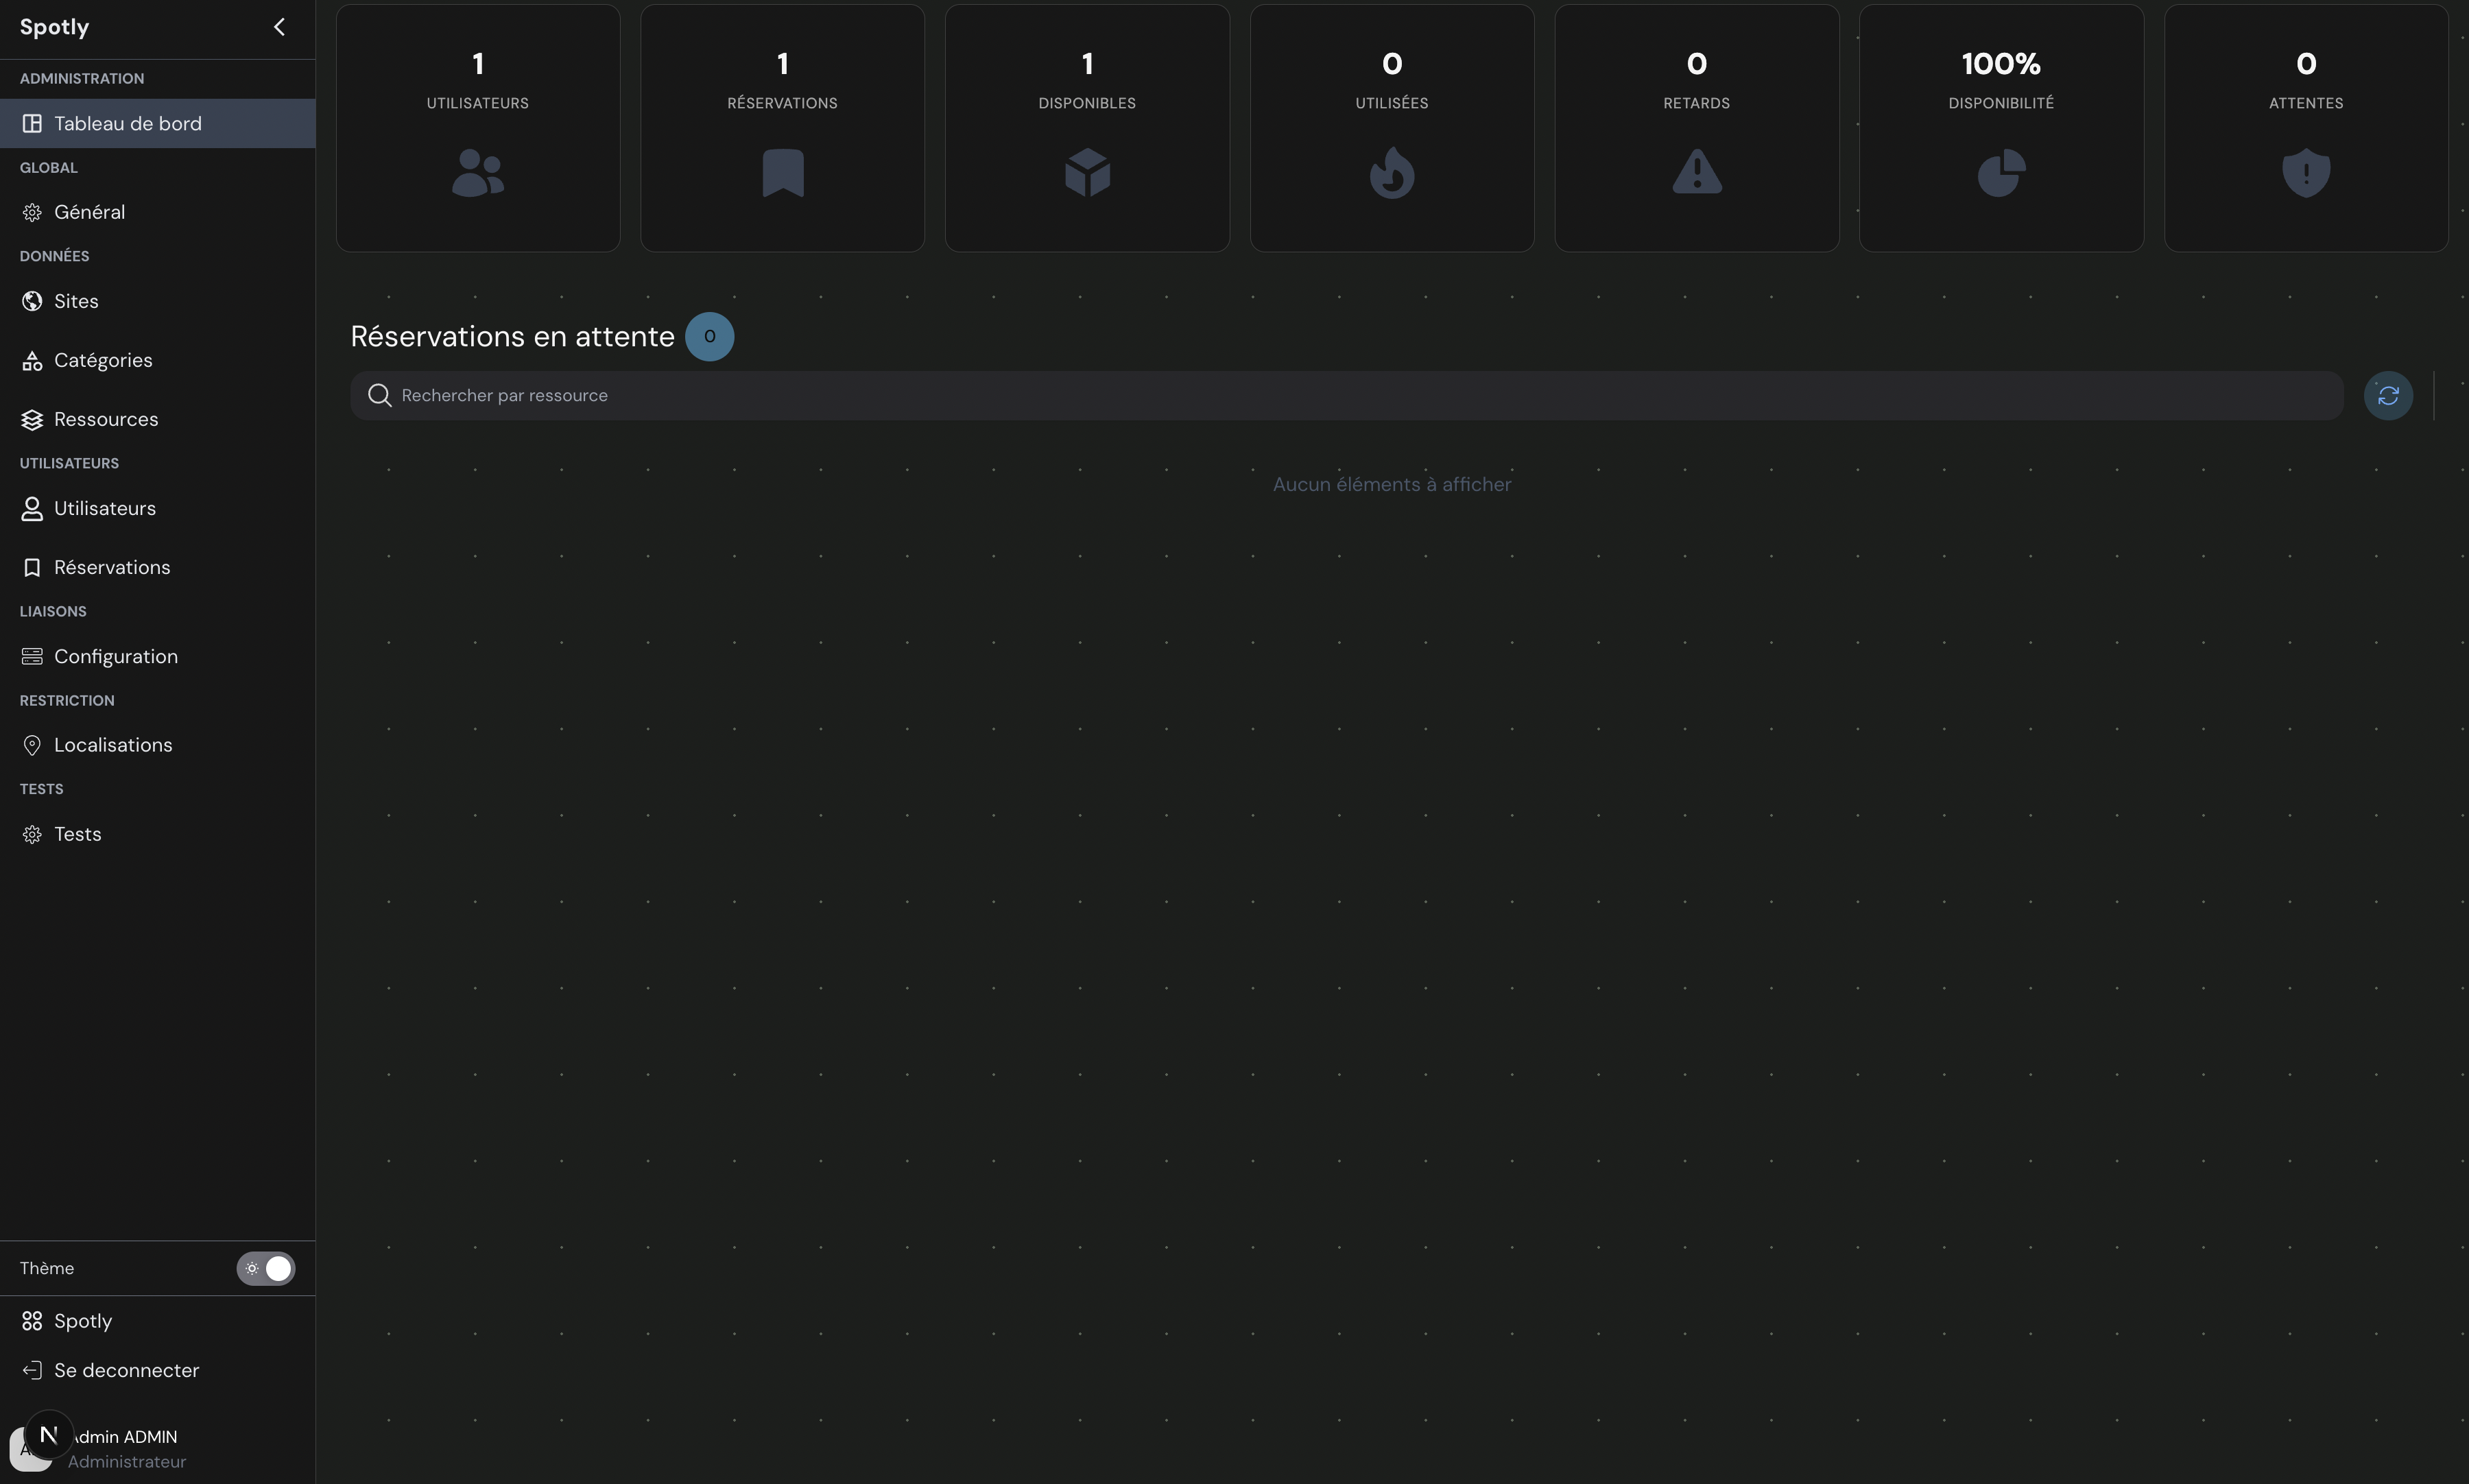 Spotly
ADMINISTRATION
Tableau de bord
GLOBAL
Général
DONNÉES
Sites
Catégories
Ressources
UTILISATEURS
Utilisateurs
Réservations
LIAISONS
Configuration
RESTRICTION
Localisations
TESTS
Tests
Thème
Spotly
Se deconnecter
N
Admin ADMIN
Administrateur
1
UTILISATEURS
1
RÉSERVATIONS
1
DISPONIBLES
0
UTILISÉES
0
RETARDS
100%
DISPONIBILITÉ
0
ATTENTES
Réservations en attente 0
Rechercher par ressource
Aucun éléments à afficher